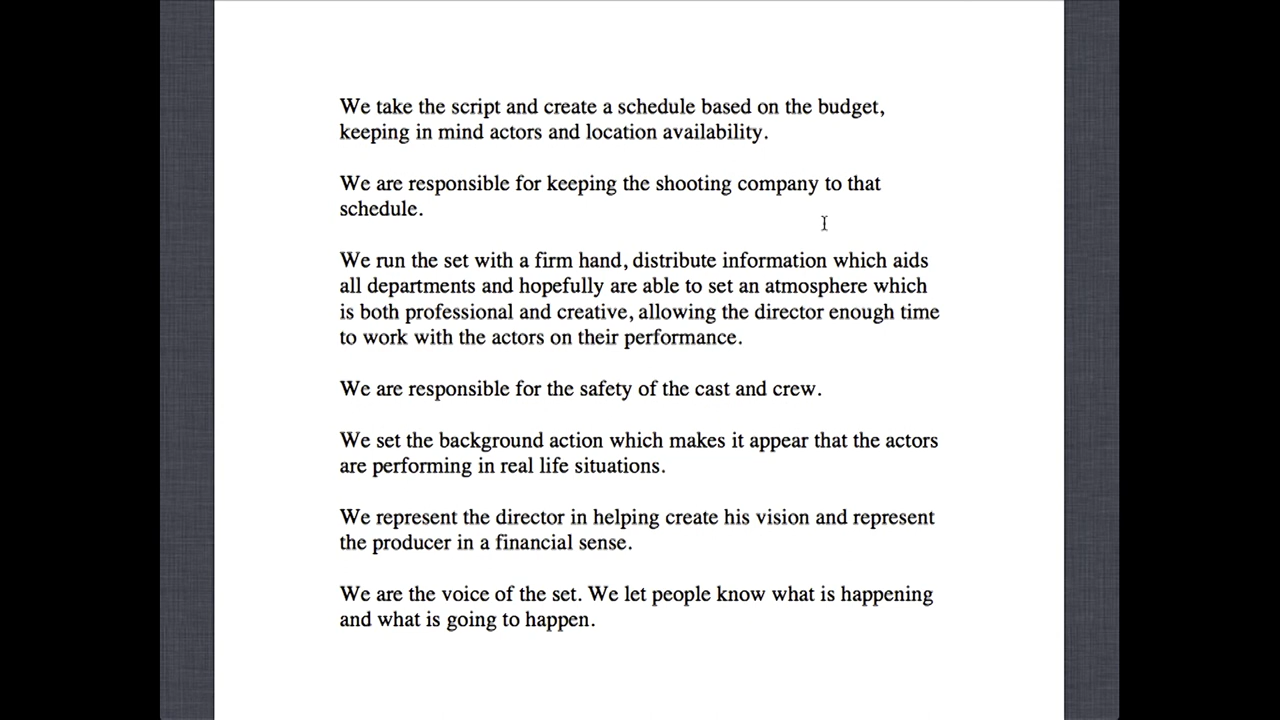 We take the script and create a schedule based on the budget,
keeping in mind actors and location availability.
We are responsible for keeping the shooting company to that
schedule.
We run the set with a firm hand, distribute information which aids
all departments and hopefully are able to set an atmosphere which
is both professional and creative, allowing the director enough time
to work with the actors on their performance.
We are responsible for the safety of the cast and crew.
We set the background action which makes it appear that the actors
are performing in real life situations.
We represent the director in helping create his vision and represent
the producer in a financial sense.
We are the voice of the set. We let people know what is happening
and what is going to happen.